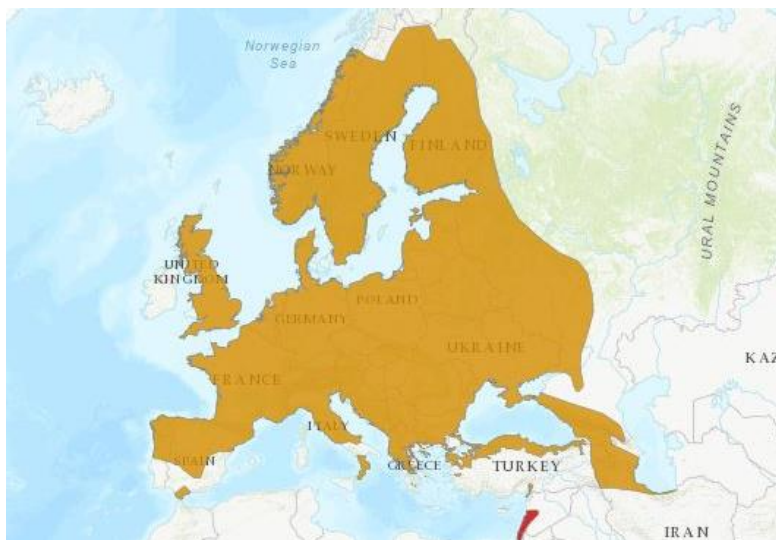 Norwegian
Sea
SWEDEN
FINLAND
NORWAY
URAL MOUNTAINS
UNITED
KINGDOM
POLAND
GERMANY
UKRAINE
KAZ
FRANCE
ITALY
SPAIN
GREECE
TURKEY
IRAN